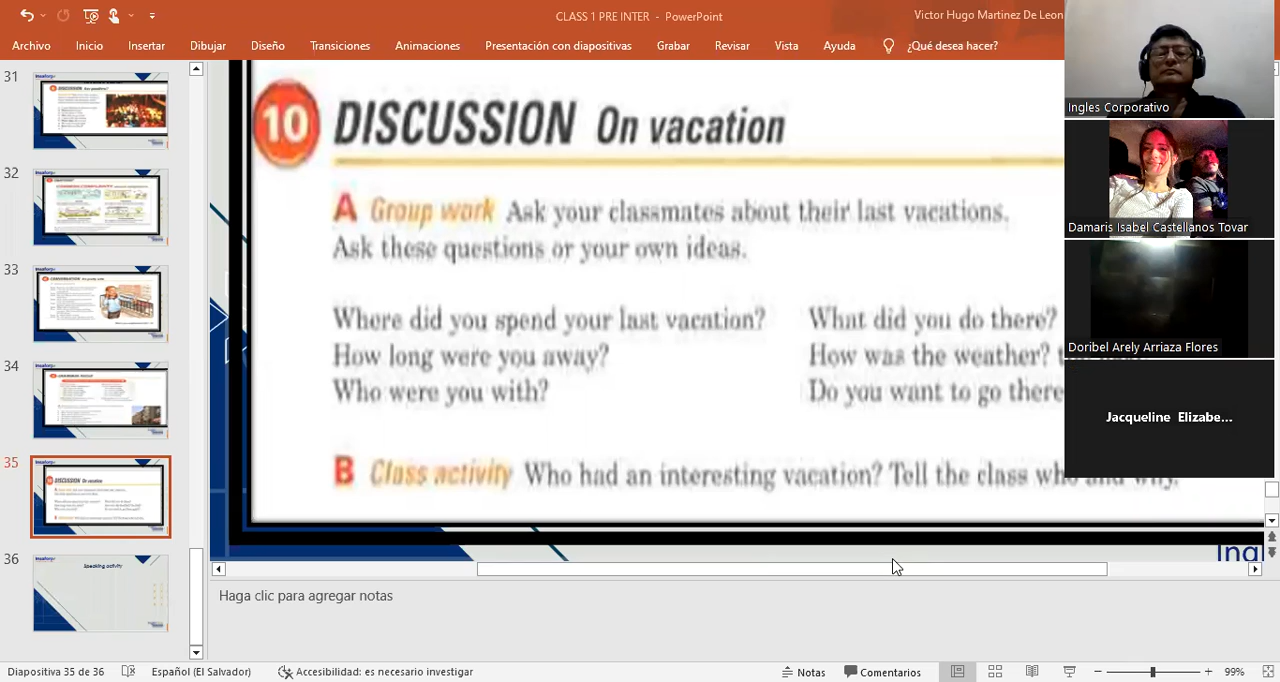 CLASS 1 PRE INTER - PowerPoint
Victor Hugo Martinez De Leon
Archivo Inicio Insertar Dibujar Diseño Transiciones Animaciones Presentación con diapositivas Grabar Revisar Vista Ayuda ¿Qué desea hacer?
31
32
33
34
35
36
Speaking activity
10 DISCUSSION On vacation
A Group work Ask your classmates about their last vacations.
Ask these questions or your own ideas.
Where did you spend your last vacation?
How long were you away?
Who were you with?
What did you do there?
How was the weather?
Do you want to go there
B Class activity Who had an interesting vacation? Tell the class who and why.
Ingl
Ingles Corporativo
Damaris Isabel Castellanos Tovar
Doribel Arely Arriaza Flores
Jacqueline Elizabe...
Haga clic para agregar notas
Diapositiva 35 de 36 Español (El Salvador) Accesibilidad: es necesario investigar Notas Comentarios 99%